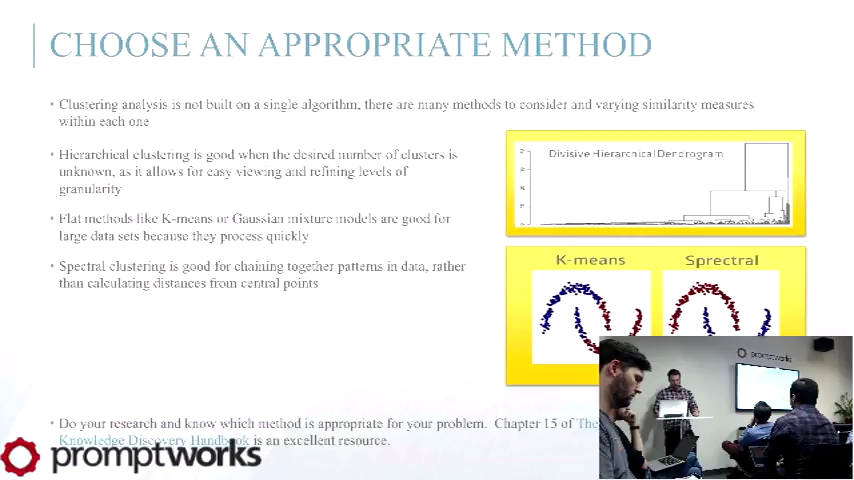 CHOOSE AN APPROPRIATE METHOD
• Clustering analysis is not built on a single algorithm, there are many methods to consider and varying similarity measures
within each one
• Hierarchical clustering is good when the desired number of clusters is
unknown, as it allows for easy viewing and refining levels of
granularity
• Flat methods like K-means or Gaussian mixture models are good for
large data sets because they process quickly
• Spectral clustering is good for chaining together patterns in data, rather
than calculating distances from central points
Divisive Hierarchical Dendrogram
K-means Sprectral
• Do your research and know which method is appropriate for your problem. Chapter 15 of The
Knowledge Discovery Handbook is an excellent resource.
promptworks
promptworks